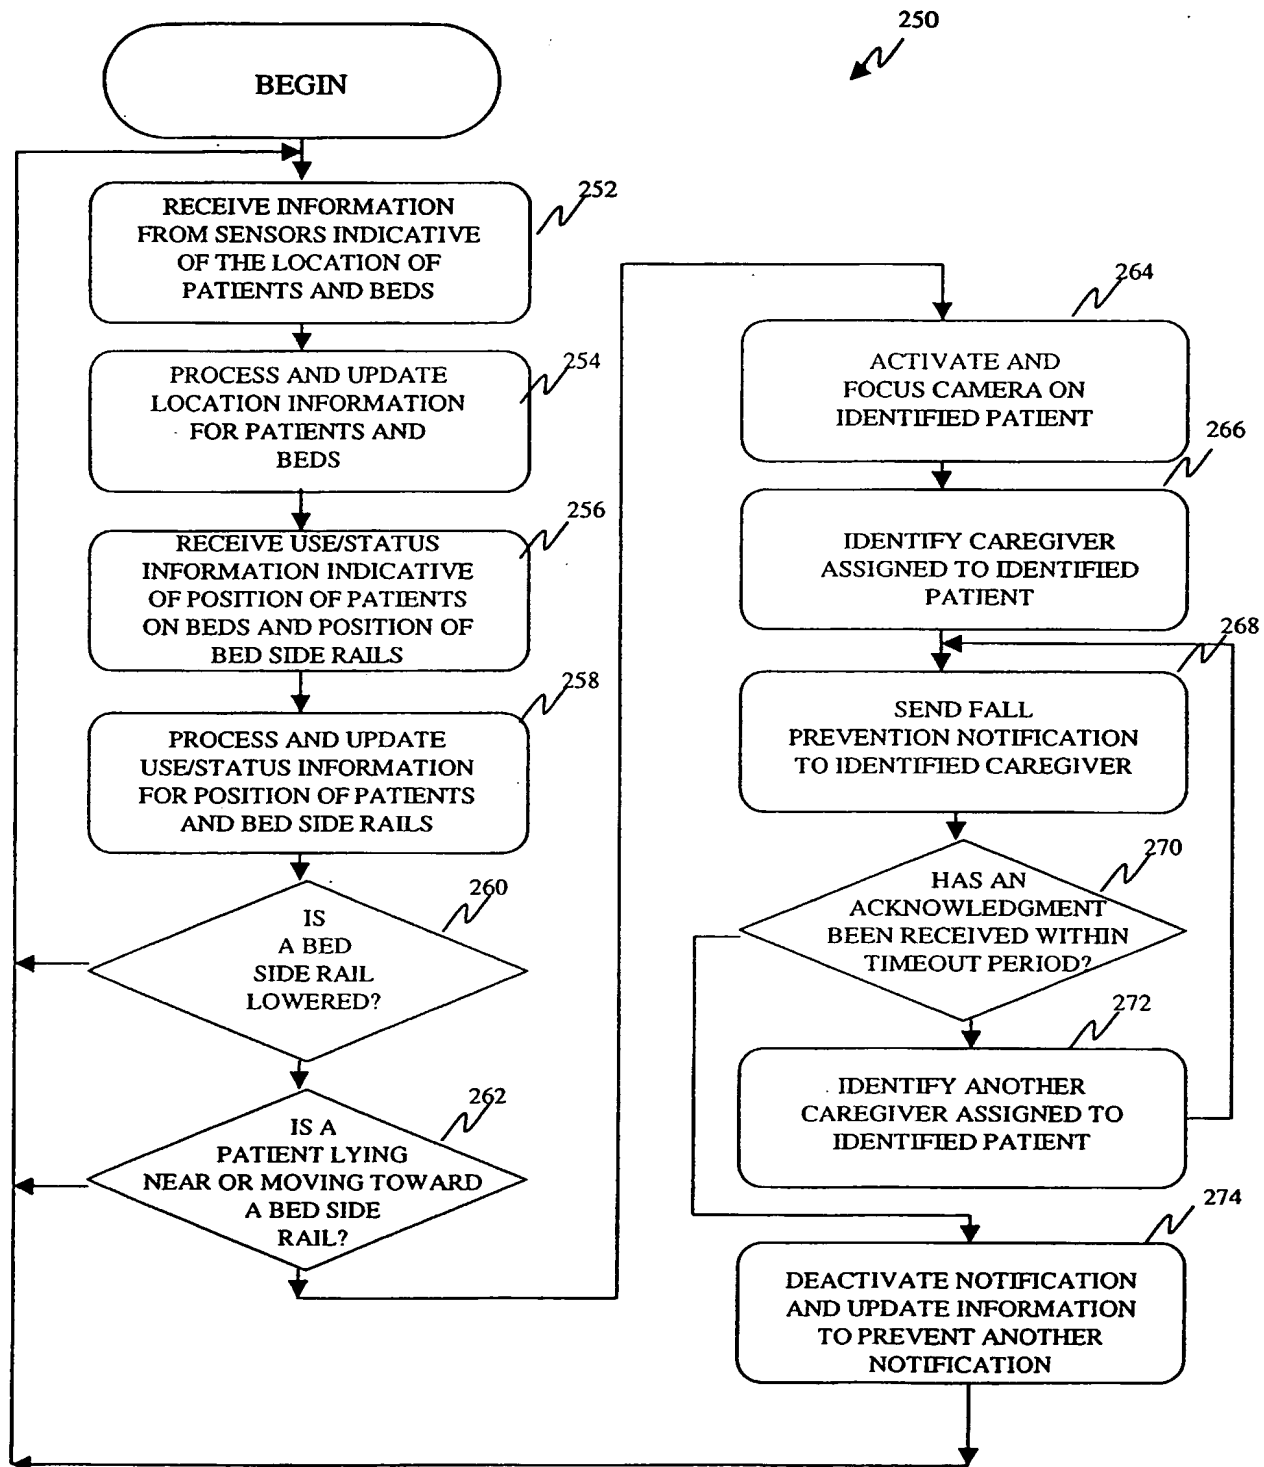 250
BEGIN
252
RECEIVE INFORMATION
FROM SENSORS INDICATIVE
OF THE LOCATION OF
PATIENTS AND BEDS
254
PROCESS AND UPDATE
LOCATION INFORMATION
FOR PATIENTS AND
BEDS
256
RECEIVE USE/STATUS
INFORMATION INDICATIVE
OF POSITION OF PATIENTS
ON BEDS AND POSITION OF
BED SIDE RAILS
258
PROCESS AND UPDATE
USE/STATUS INFORMATION
FOR POSITION OF PATIENTS
AND BED SIDE RAILS
260
IS
A BED
SIDE RAIL
LOWERED?
262
IS A
PATIENT LYING
NEAR OR MOVING TOWARD
A BED SIDE
RAIL?
264
ACTIVATE AND
FOCUS CAMERA ON
IDENTIFIED PATIENT
266
IDENTIFY CAREGIVER
ASSIGNED TO IDENTIFIED
PATIENT
268
SEND FALL
PREVENTION NOTIFICATION
TO IDENTIFIED CAREGIVER
270
HAS AN
ACKNOWLEDGMENT
BEEN RECEIVED WITHIN
TIMEOUT PERIOD?
272
IDENTIFY ANOTHER
CAREGIVER ASSIGNED TO
IDENTIFIED PATIENT
274
DEACTIVATE NOTIFICATION
AND UPDATE INFORMATION
TO PREVENT ANOTHER
NOTIFICATION